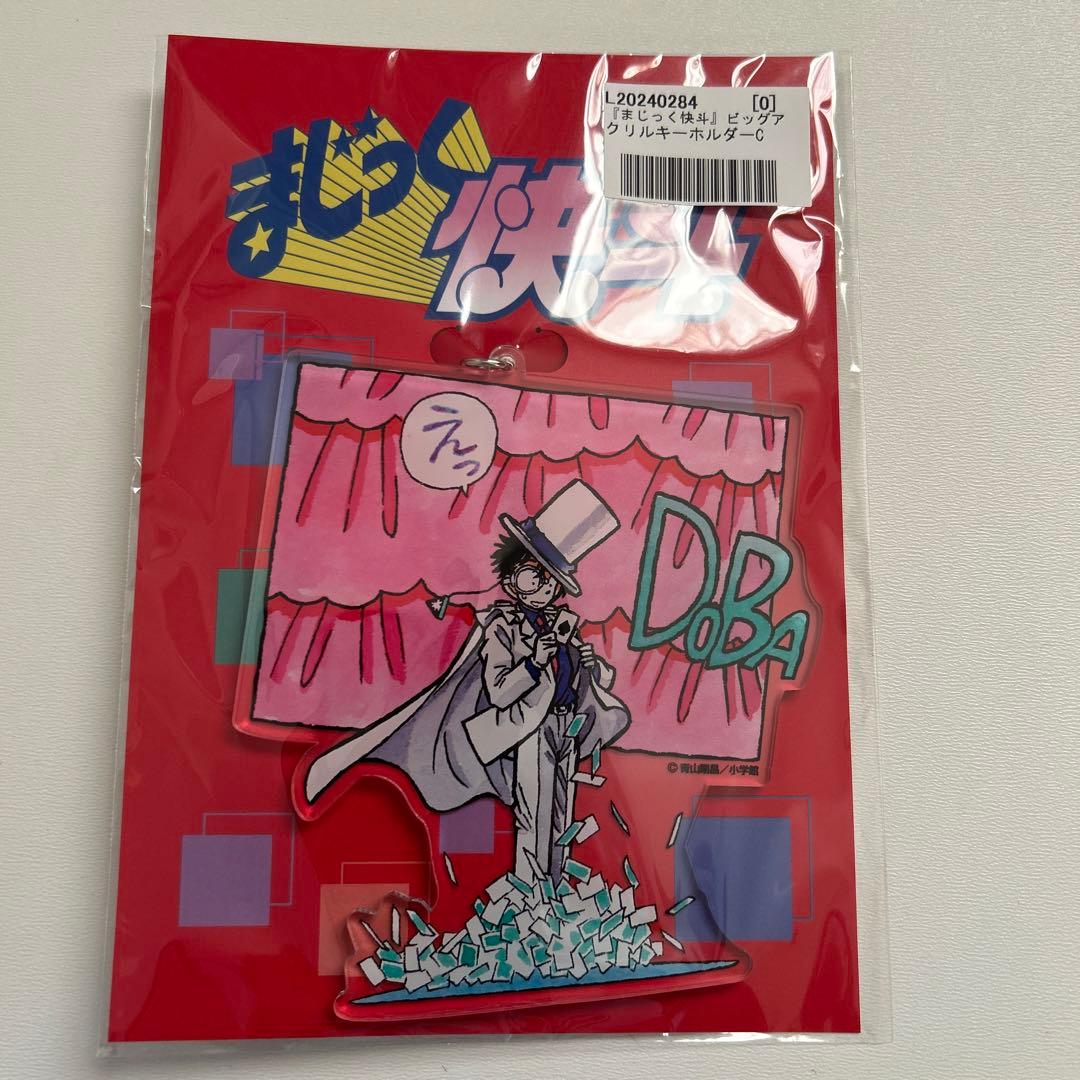 L20240284 [0]
『まじっく快斗』ビッグア
クリルキーホルダーC
まじっく
快斗
えっ
DOBA
© 青山剛昌/小学館